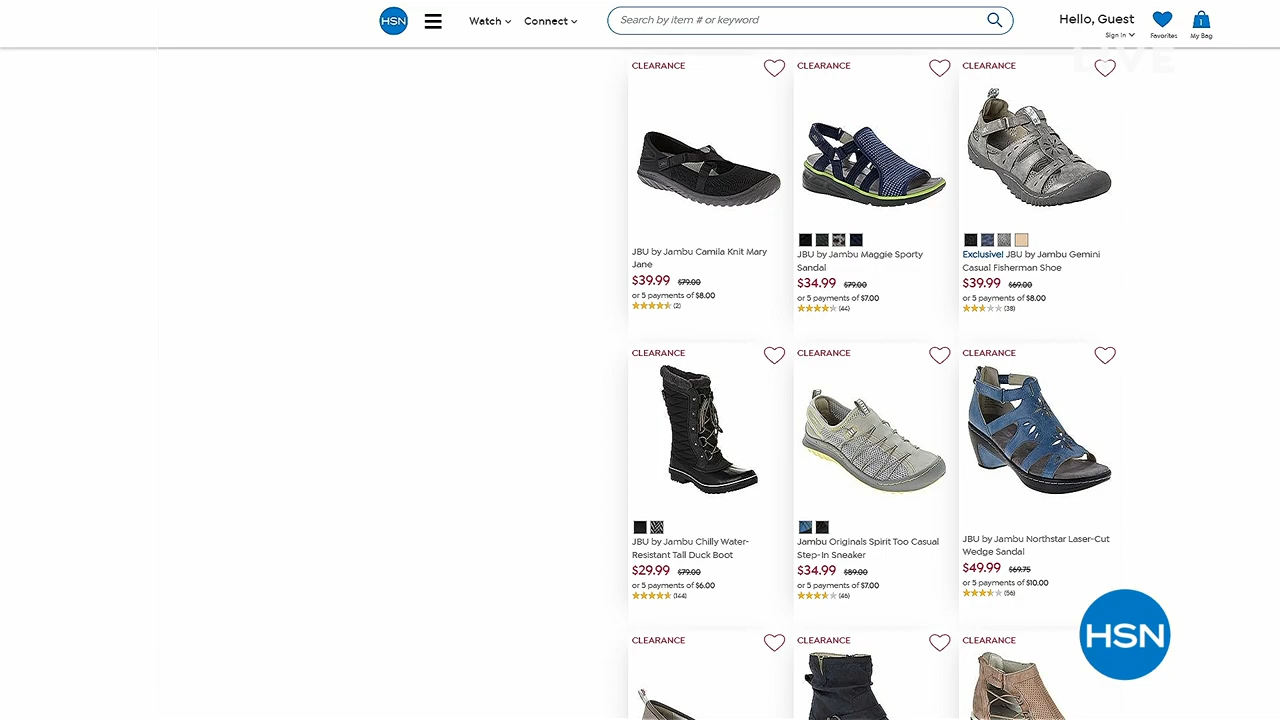 HSN
Watch
Connect
Search by item # or keyword
Hello, Guest
Sign In
Favorites
1
My Bag
LIVE
CLEARANCE
CLEARANCE
CLEARANCE
JBU by Jambu Camila Knit Mary
Jane
$39.99 $79.00
or 5 payments of $8.00
(2)
JBU by Jambu Maggie Sporty
Sandal
$34.99 $79.00
or 5 payments of $7.00
(44)
Exclusive! JBU by Jambu Gemini
Casual Fisherman Shoe
$39.99 $69.00
or 5 payments of $8.00
(38)
CLEARANCE
CLEARANCE
CLEARANCE
JBU by Jambu Chilly Water-
Resistant Tall Duck Boot
$29.99 $79.00
or 5 payments of $6.00
(144)
Jambu Originals Spirit Too Casual
Step-In Sneaker
$34.99 $89.00
or 5 payments of $7.00
(46)
JBU by Jambu Northstar Laser-Cut
Wedge Sandal
$49.99 $69.75
or 5 payments of $10.00
(56)
HSN
CLEARANCE
CLEARANCE
CLEARANCE